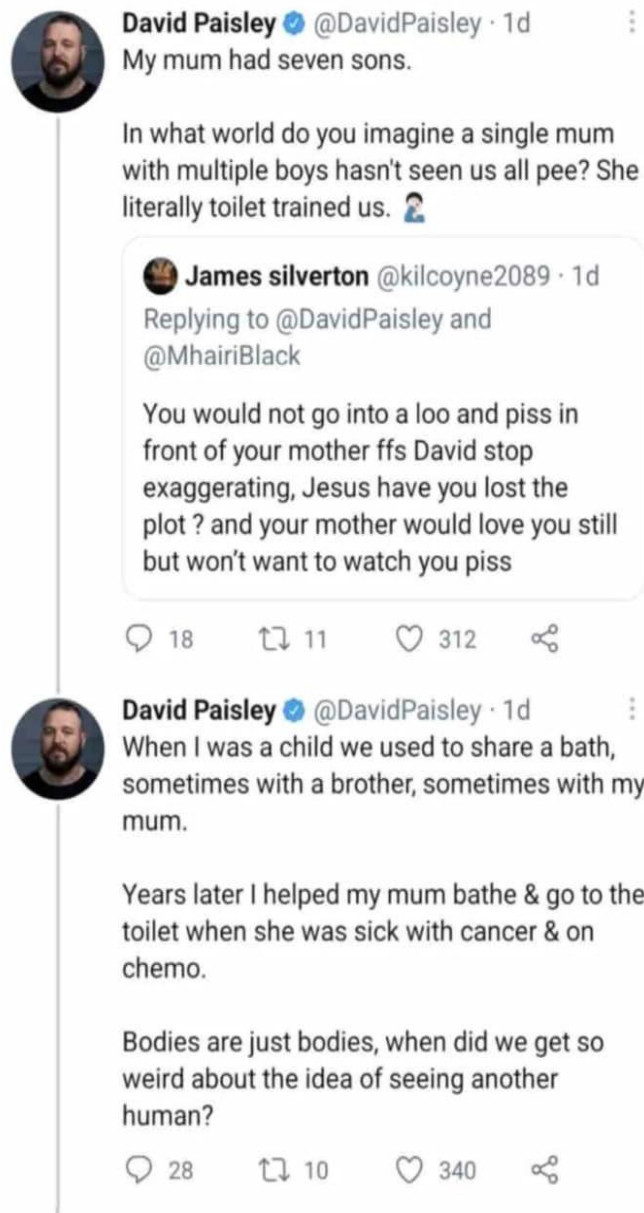 David Paisley @DavidPaisley · 1d
My mum had seven sons.
In what world do you imagine a single mum
with multiple boys hasn't seen us all pee? She
literally toilet trained us. 🤦🏻‍♂️
James silverton @kilcoyne2089 · 1d
Replying to @DavidPaisley and
@MhairiBlack
You would not go into a loo and piss in
front of your mother ffs David stop
exaggerating, Jesus have you lost the
plot ? and your mother would love you still
but won't want to watch you piss
18 11 312
David Paisley @DavidPaisley · 1d
When I was a child we used to share a bath,
sometimes with a brother, sometimes with my
mum.
Years later I helped my mum bathe & go to the
toilet when she was sick with cancer & on
chemo.
Bodies are just bodies, when did we get so
weird about the idea of seeing another
human?
28 10 340